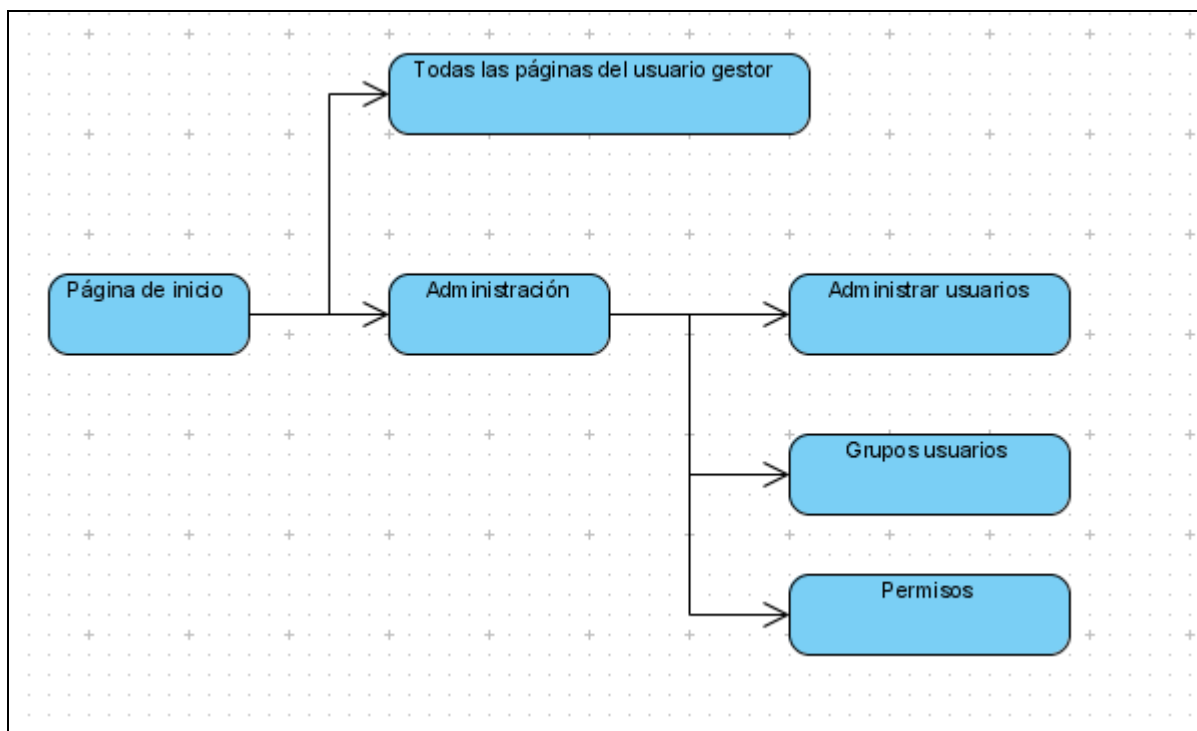 Todas las páginas del usuario gestor
Página de inicio
Administración
Administrar usuarios
Grupos usuarios
Permisos